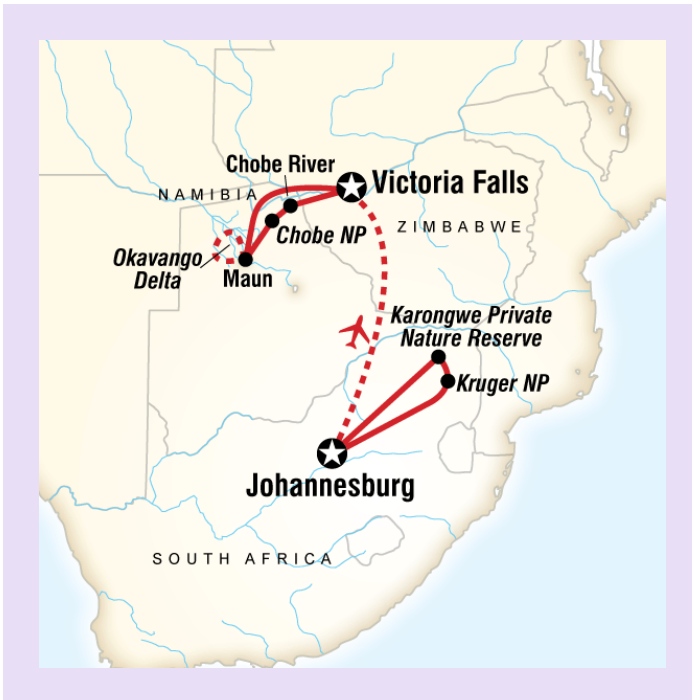 Chobe River
Victoria Falls
NAMIBIA
ZIMBABWE
Chobe NP
Okavango
Delta
Maun
Karongwe Private
Nature Reserve
Kruger NP
Johannesburg
SOUTH AFRICA